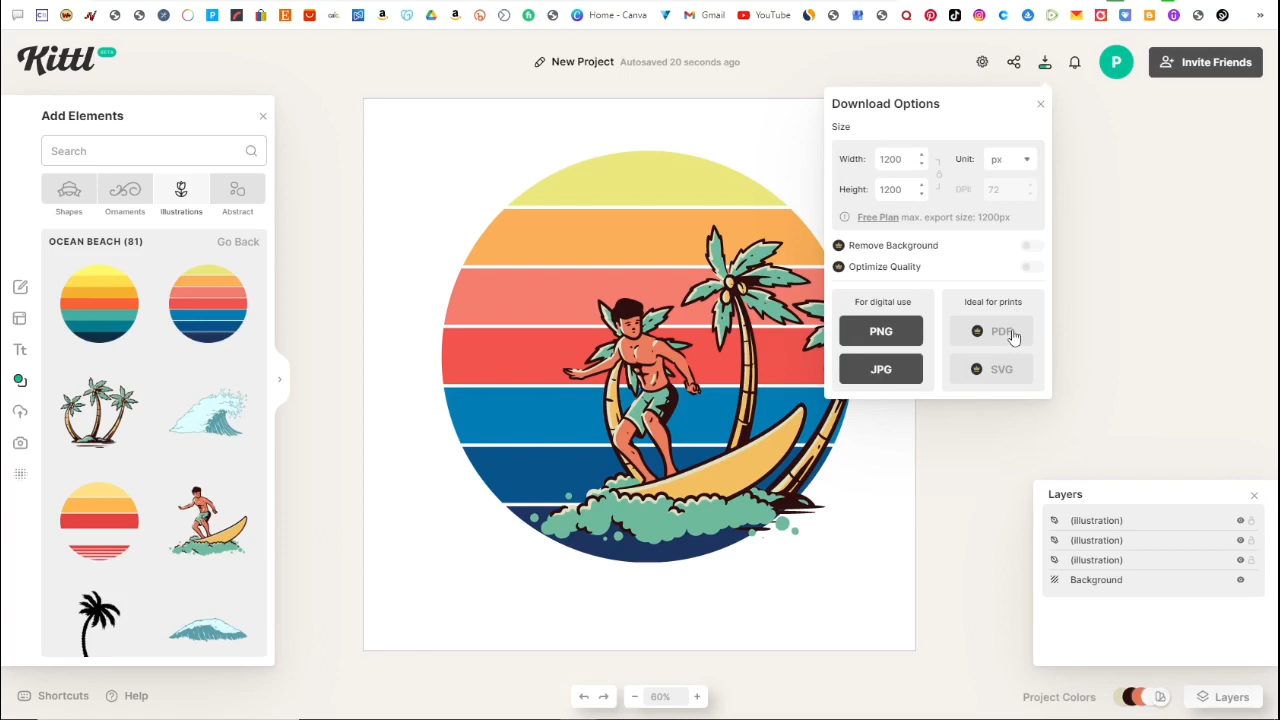 Home - Canva
Gmail
YouTube
»
Kittl BETA
New Project Autosaved 20 seconds ago
P
Invite Friends
Add Elements
Search
Shapes
Ornaments
Illustrations
Abstract
OCEAN BEACH (81)
Go Back
Tt
Download Options
Size
Width: 1200
Unit: px
Height: 1200
DPI: 72
Free Plan max. export size: 1200px
Remove Background
Optimize Quality
For digital use
Ideal for prints
PNG
PDF
JPG
SVG
Layers
(illustration)
(illustration)
(illustration)
Background
Shortcuts
Help
60%
Project Colors
Layers